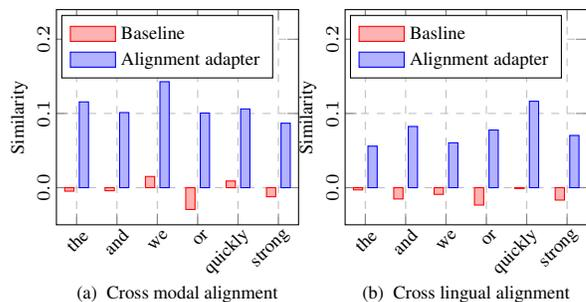 Baseline
Alignment adapter
Similarity
0.0
0.1
0.2
the
and
we
or
quickly
strong
(a) Cross modal alignment
Basline
Alignment adapter
Similarity
0.0
0.1
0.2
the
and
we
or
quickly
strong
(b) Cross lingual alignment